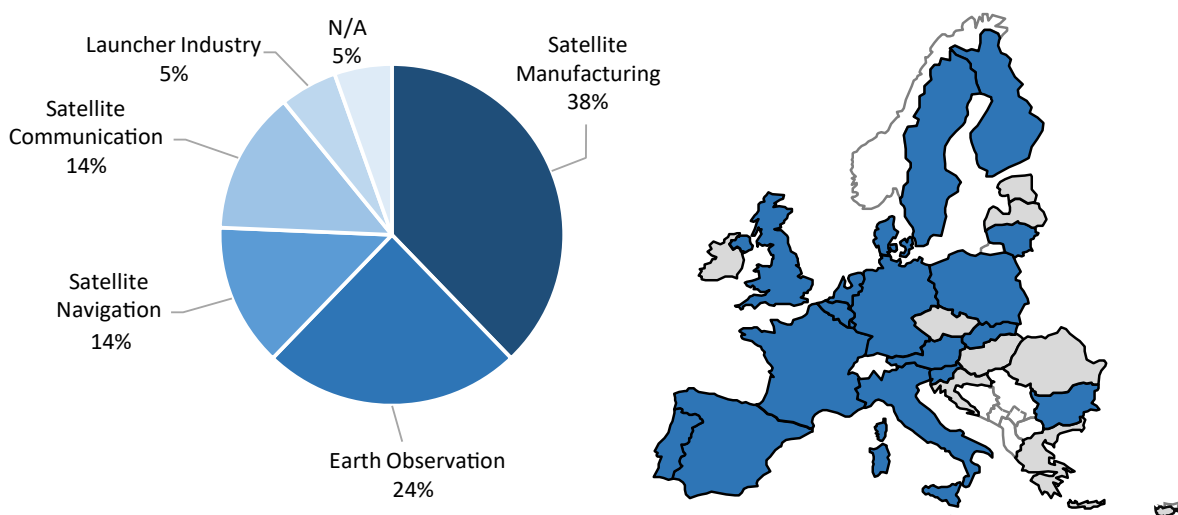 N/A
5%
Satellite
Manufacturing
38%
Launcher Industry
5%
Satellite
Communication
14%
Satellite
Navigation
14%
Earth Observation
24%